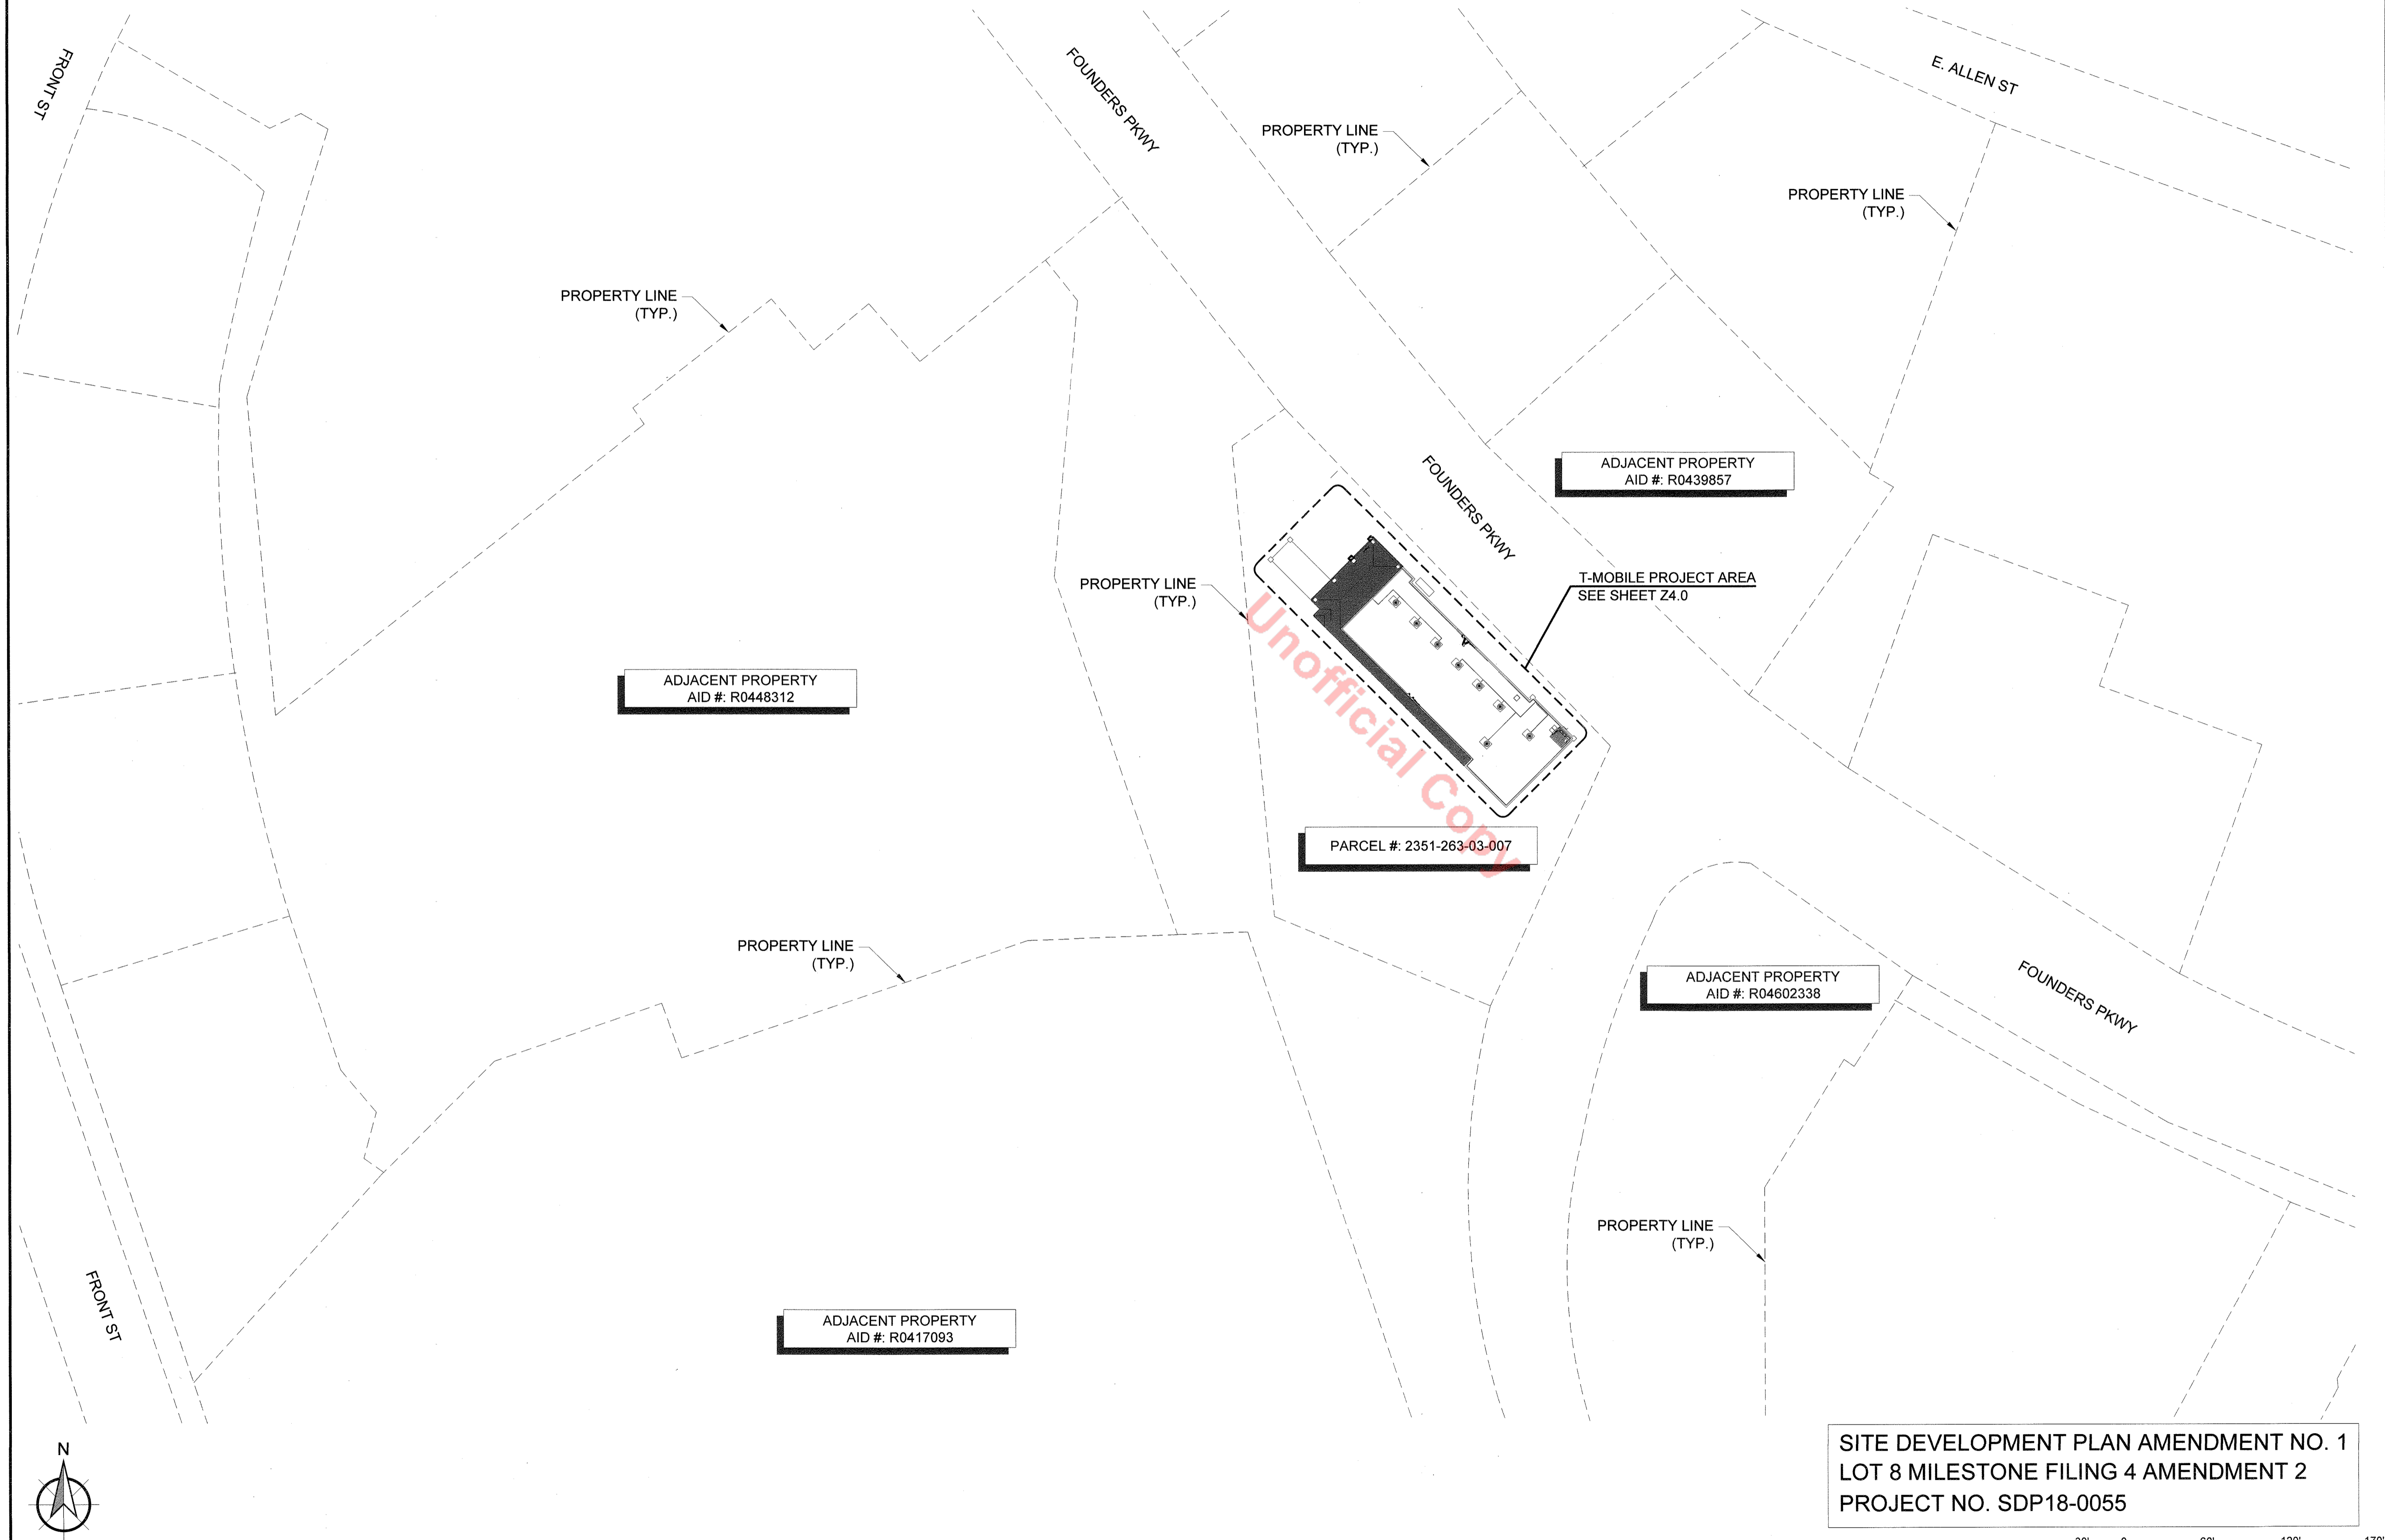 FRONT ST
FOUNDERS PKWY
E. ALLEN ST
PROPERTY LINE
(TYP.)
PROPERTY LINE
(TYP.)
PROPERTY LINE
(TYP.)
ADJACENT PROPERTY
AID #: R0439857
FOUNDERS PKWY
T-MOBILE PROJECT AREA
SEE SHEET Z4.0
PROPERTY LINE
(TYP.)
Unofficial Copy
ADJACENT PROPERTY
AID #: R0448312
PARCEL #: 2351-263-03-007
PROPERTY LINE
(TYP.)
ADJACENT PROPERTY
AID #: R04602338
FOUNDERS PKWY
PROPERTY LINE
(TYP.)
FRONT ST
ADJACENT PROPERTY
AID #: R0417093
N
SITE DEVELOPMENT PLAN AMENDMENT NO. 1
LOT 8 MILESTONE FILING 4 AMENDMENT 2
PROJECT NO. SDP18-0055